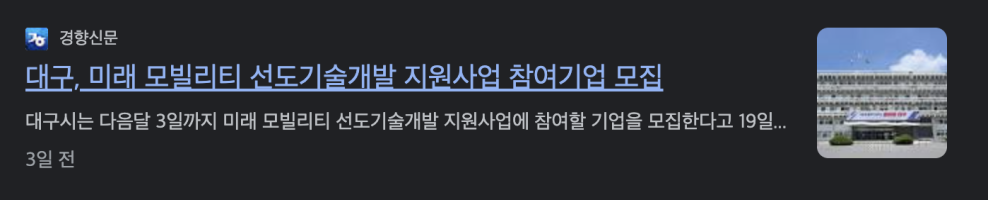 경향신문
대구, 미래 모빌리티 선도기술개발 지원사업 참여기업 모집
대구시는 다음달 3일까지 미래 모빌리티 선도기술개발 지원사업에 참여할 기업을 모집한다고 19일...
3일 전